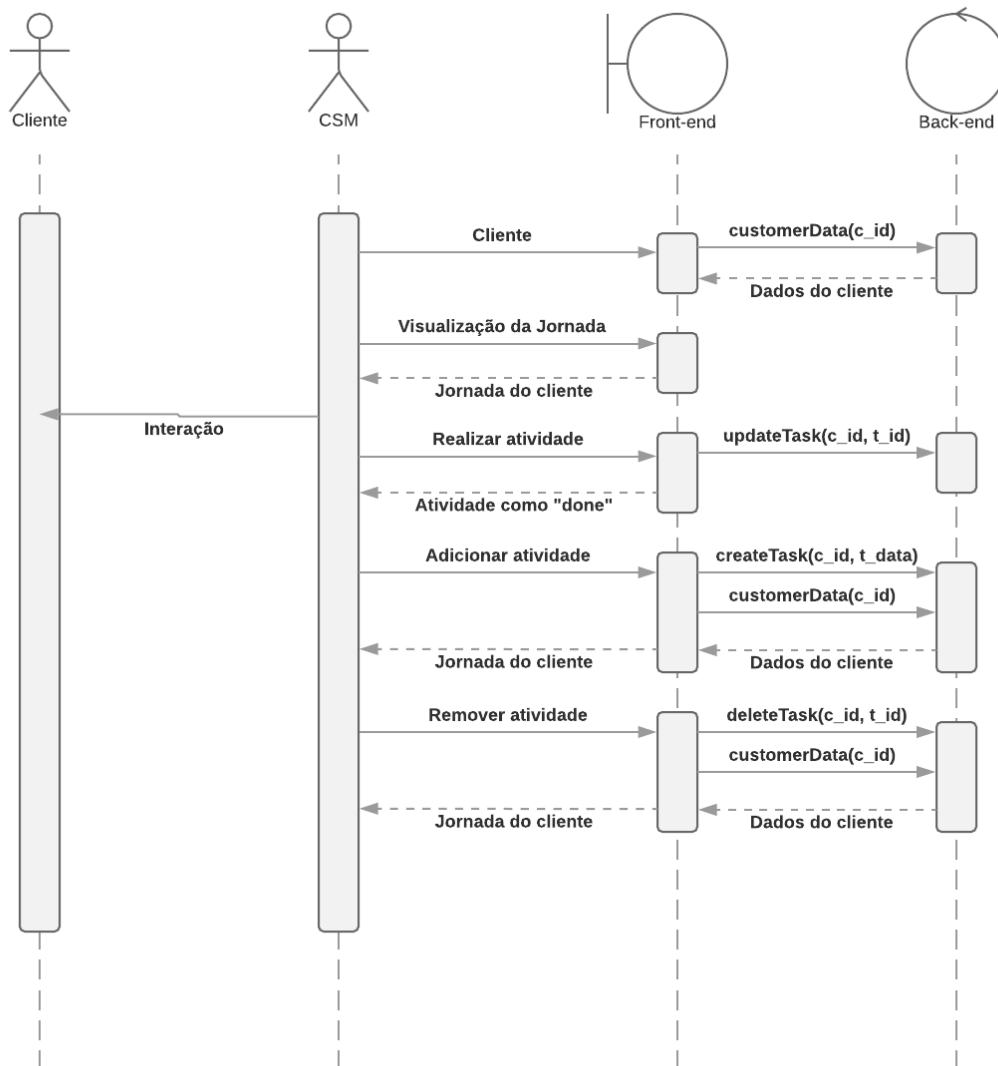 Cliente
CSM
Front-end
Back-end
Cliente
customerData(c_id)
Dados do cliente
Visualização da Jornada
Jornada do cliente
Interação
Realizar atividade
updateTask(c_id, t_id)
Atividade como "done"
Adicionar atividade
createTask(c_id, t_data)
customerData(c_id)
Jornada do cliente
Dados do cliente
Remover atividade
deleteTask(c_id, t_id)
customerData(c_id)
Jornada do cliente
Dados do cliente